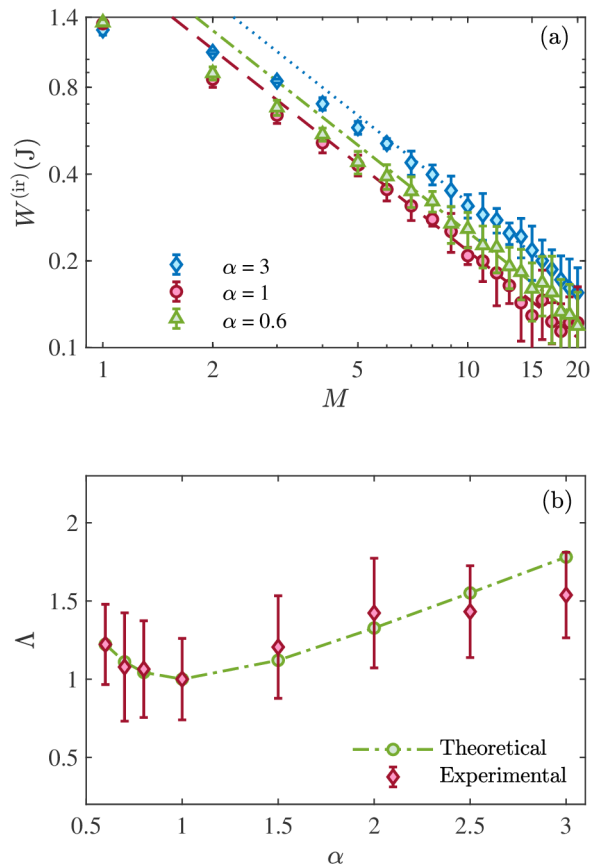 (a)
W^(ir)(J)
1.4
0.8
0.4
0.2
0.1
α = 3
α = 1
α = 0.6
1 2 5 10 15 20
M
(b)
Λ
2
1.5
1
0.5
Theoretical
Experimental
0.5 1 1.5 2 2.5 3
α